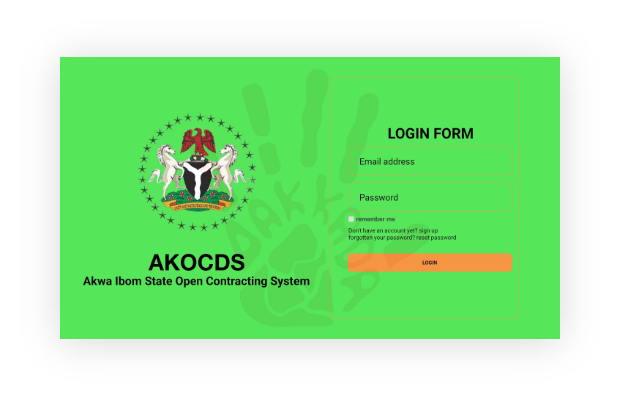 AKOCDS
Akwa Ibom State Open Contracting System
LOGIN FORM
Email address
Password
remember me
Don't have an account yet? sign up
forgotten your password? reset password
LOGIN